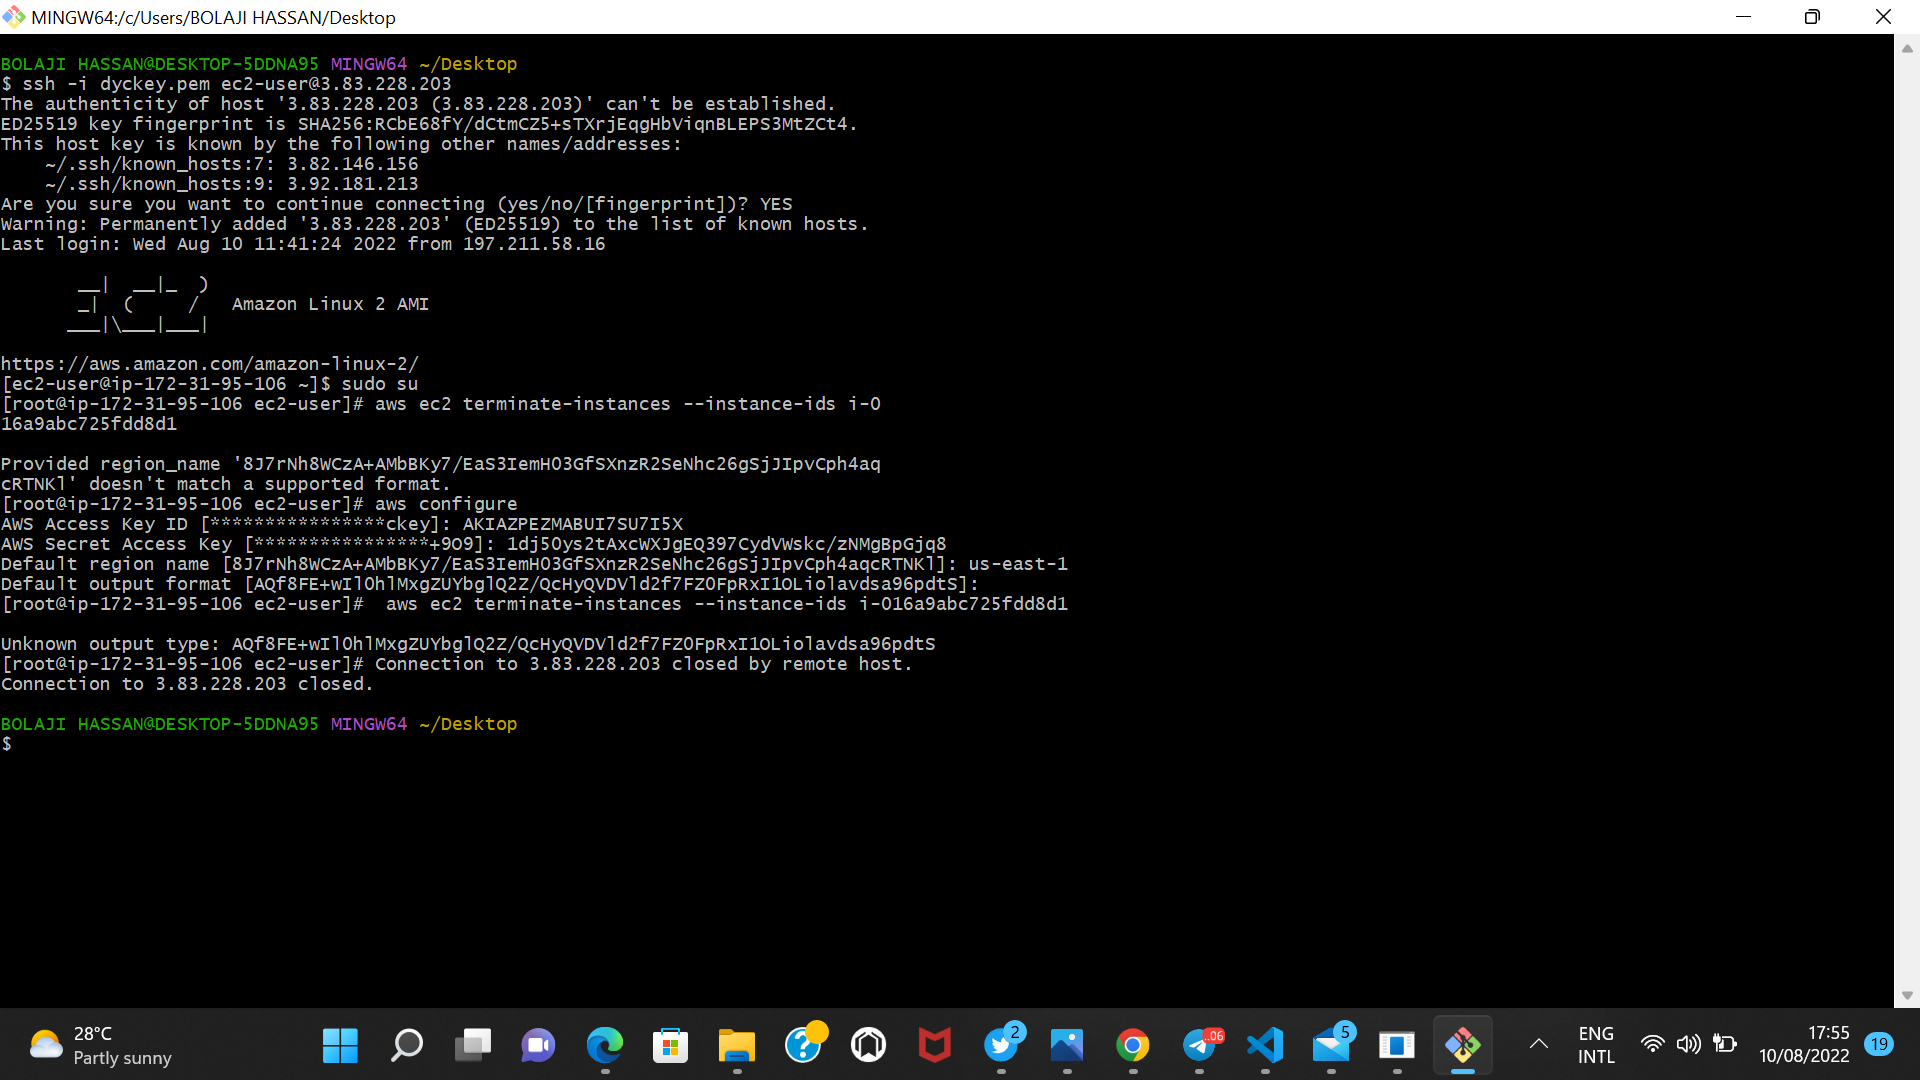 MINGW64:/c/Users/BOLAJI HASSAN/Desktop
BOLAJI HASSAN@DESKTOP-5DDNA95 MINGW64 ~/Desktop
$ ssh -i dyckey.pem ec2-user@3.83.228.203
The authenticity of host '3.83.228.203 (3.83.228.203)' can't be established.
ED25519 key fingerprint is SHA256:RCbE68fY/dCtmCZ5+sTXrjEqgHbViqnBLEPS3MtZCt4.
This host key is known by the following other names/addresses:
    ~/.ssh/known_hosts:7: 3.82.146.156
    ~/.ssh/known_hosts:9: 3.92.181.213
Are you sure you want to continue connecting (yes/no/[fingerprint])? YES
Warning: Permanently added '3.83.228.203' (ED25519) to the list of known hosts.
Last login: Wed Aug 10 11:41:24 2022 from 197.211.58.16
       __|  __|_  )
       _|  (     /   Amazon Linux 2 AMI
      ___|\___|___|
https://aws.amazon.com/amazon-linux-2/
[ec2-user@ip-172-31-95-106 ~]$ sudo su
[root@ip-172-31-95-106 ec2-user]# aws ec2 terminate-instances --instance-ids i-0
16a9abc725fdd8d1
Provided region_name '8J7rNh8WCzA+AMbBKy7/EaS3IemH03GfSXnzR2SeNhc26gSjJIpvCph4aq
cRTNKl' doesn't match a supported format.
[root@ip-172-31-95-106 ec2-user]# aws configure
AWS Access Key ID [****************ckey]: AKIAZPEZMABUI7SU7I5X
AWS Secret Access Key [****************+9O9]: 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
Default region name [8J7rNh8WCzA+AMbBKy7/EaS3IemH03GfSXnzR2SeNhc26gSjJIpvCph4aqcRTNKl]: us-east-1
Default output format [AQf8FE+wIl0hlMxgZUYbglQ2Z/QcHyQVDVld2f7FZ0FpRxI1OLiolavdsa96pdtS]:
[root@ip-172-31-95-106 ec2-user]#  aws ec2 terminate-instances --instance-ids i-016a9abc725fdd8d1
Unknown output type: AQf8FE+wIl0hlMxgZUYbglQ2Z/QcHyQVDVld2f7FZ0FpRxI1OLiolavdsa96pdtS
[root@ip-172-31-95-106 ec2-user]# Connection to 3.83.228.203 closed by remote host.
Connection to 3.83.228.203 closed.
BOLAJI HASSAN@DESKTOP-5DDNA95 MINGW64 ~/Desktop
$
28°C
Partly sunny
2
..06
5
ENG
INTL
17:55
10/08/2022
19